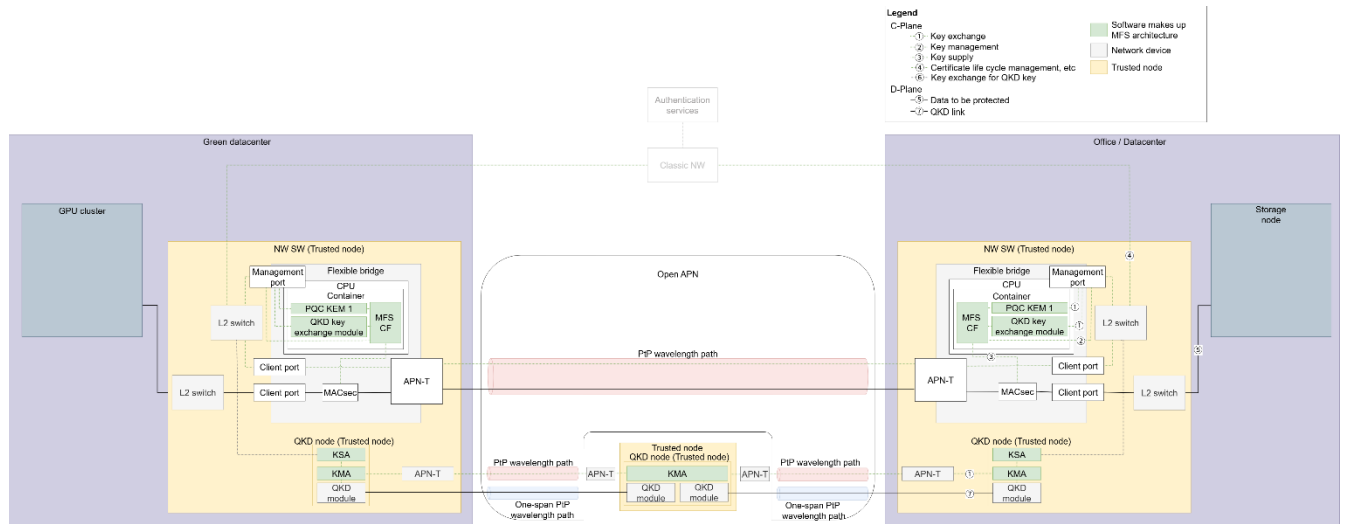 Legend
C-Plane
① Key exchange
② Key management
③ Key supply
④ Certificate life cycle management, etc
⑥ Key exchange for QKD key
D-Plane
⑤ Data to be protected
⑦ QKD link
Software makes up
MFS architecture
Network device
Trusted node
Authentication
services
Classic NW
Green datacenter
GPU cluster
NW SW (Trusted node)
Flexible bridge
Management
port
CPU
Container
PQC KEM 1
QKD key
exchange module
MFS
CF
L2 switch
Client port
L2 switch
Client port
MACsec
APN-T
QKD node (Trusted node)
KSA
KMA
QKD
module
APN-T
Open APN
PtP wavelength path
PtP wavelength path
One-span PtP
wavelength path
APN-T
Trusted node
QKD node (Trusted node)
KMA
QKD
module
QKD
module
APN-T
PtP wavelength path
One-span PtP
wavelength path
Office / Datacenter
Storage
node
NW SW (Trusted node)
Flexible bridge
Management
port
CPU
Container
MFS
CF
PQC KEM 1
①
QKD key
exchange module
①
②
③
④
L2 switch
⑤
Client port
APN-T
MACsec
Client port
L2 switch
QKD node (Trusted node)
KSA
APN-T
①
KMA
⑦
QKD
module